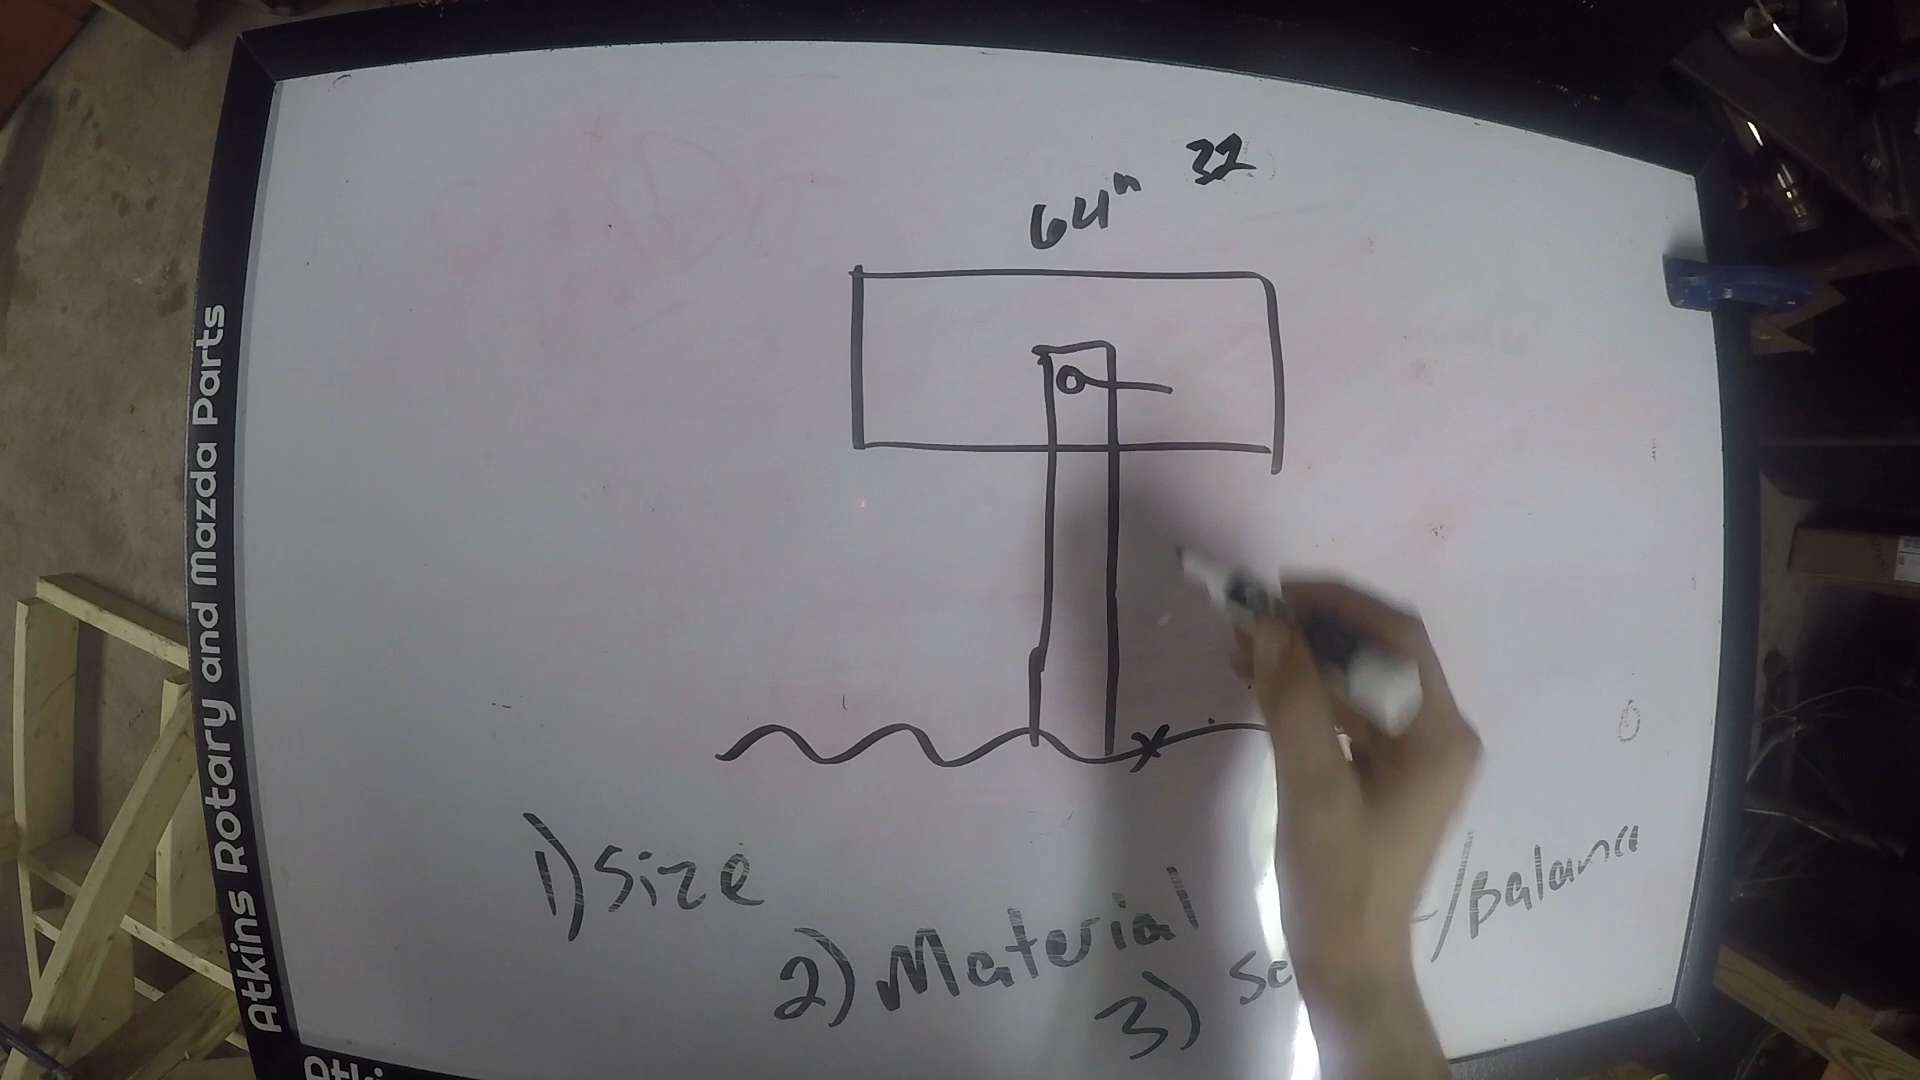 32
64"
1) Size
2) Material
3) /Balance
Atkins Rotary and Mazda Parts